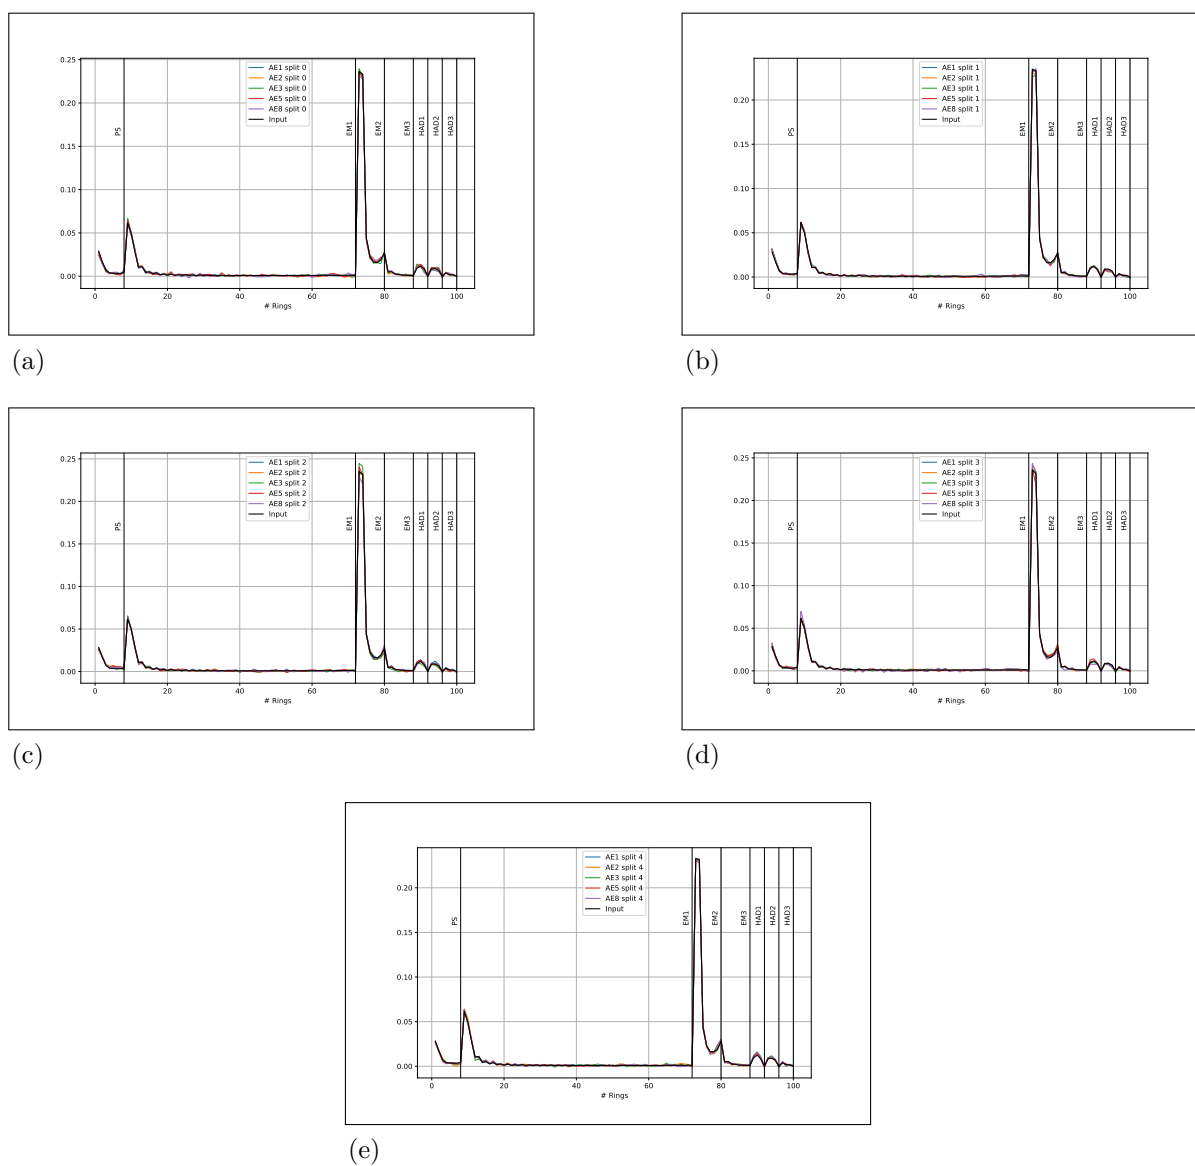 0.25
0.20
0.15
0.10
0.05
0.00
AE1 split 0
AE2 split 0
AE3 split 0
AE5 split 0
AE8 split 0
Input
PS
EM1
EM2
EM3
HAD1
HAD2
HAD3
0 20 40 60 80 100
# Rings
(a)
0.20
0.15
0.10
0.05
0.00
AE1 split 1
AE2 split 1
AE3 split 1
AE5 split 1
AE8 split 1
Input
PS
EM1
EM2
EM3
HAD1
HAD2
HAD3
0 20 40 60 80 100
# Rings
(b)
0.25
0.20
0.15
0.10
0.05
0.00
AE1 split 2
AE2 split 2
AE3 split 2
AE5 split 2
AE8 split 2
Input
PS
EM1
EM2
EM3
HAD1
HAD2
HAD3
0 20 40 60 80 100
# Rings
(c)
0.25
0.20
0.15
0.10
0.05
0.00
AE1 split 3
AE2 split 3
AE3 split 3
AE5 split 3
AE8 split 3
Input
PS
EM1
EM2
EM3
HAD1
HAD2
HAD3
0 20 40 60 80 100
# Rings
(d)
0.20
0.15
0.10
0.05
0.00
AE1 split 4
AE2 split 4
AE3 split 4
AE5 split 4
AE8 split 4
Input
PS
EM1
EM2
EM3
HAD1
HAD2
HAD3
0 20 40 60 80 100
# Rings
(e)